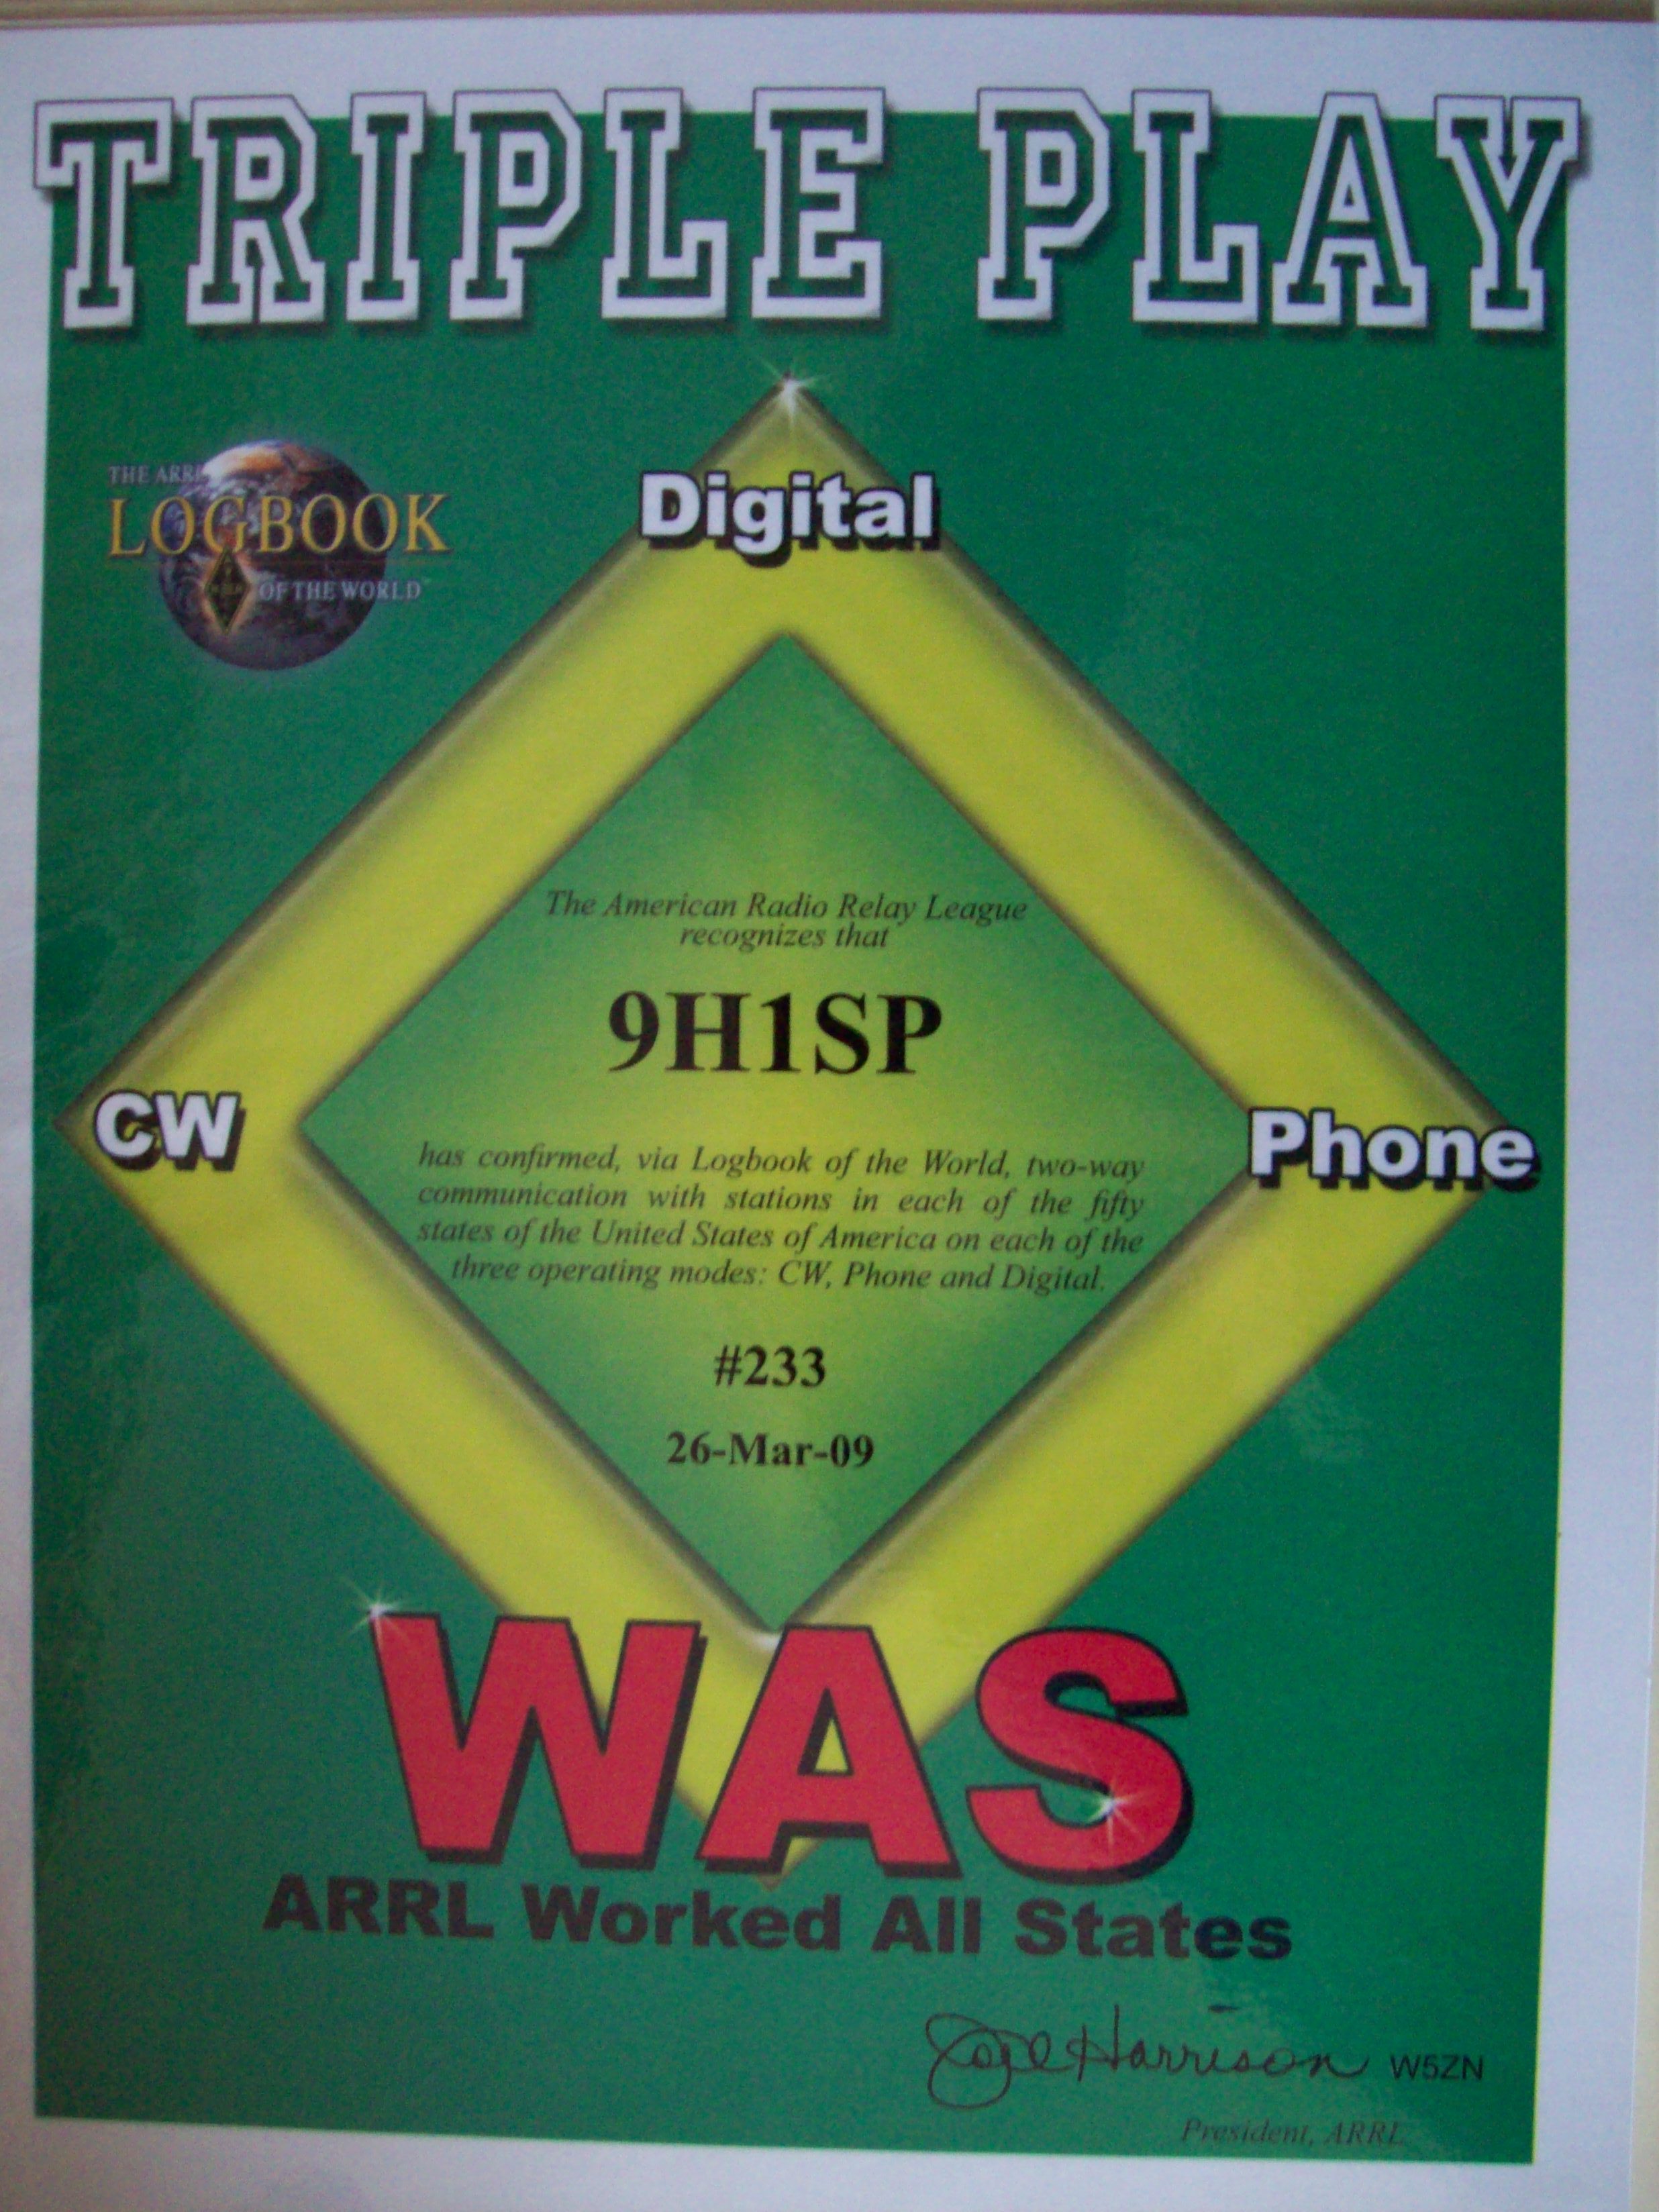 TRIPLE PLAY
THE ARRL
LOGBOOK
OF THE WORLD
Digital
The American Radio Relay League
recognizes that
9H1SP
CW
Phone
has confirmed, via Logbook of the World, two-way
communication with stations in each of the fifty
states of the United States of America on each of the
three operating modes: CW, Phone and Digital.
#233
26-Mar-09
WAS
ARRL Worked All States
Joel Harrison W5ZN
President, ARRL